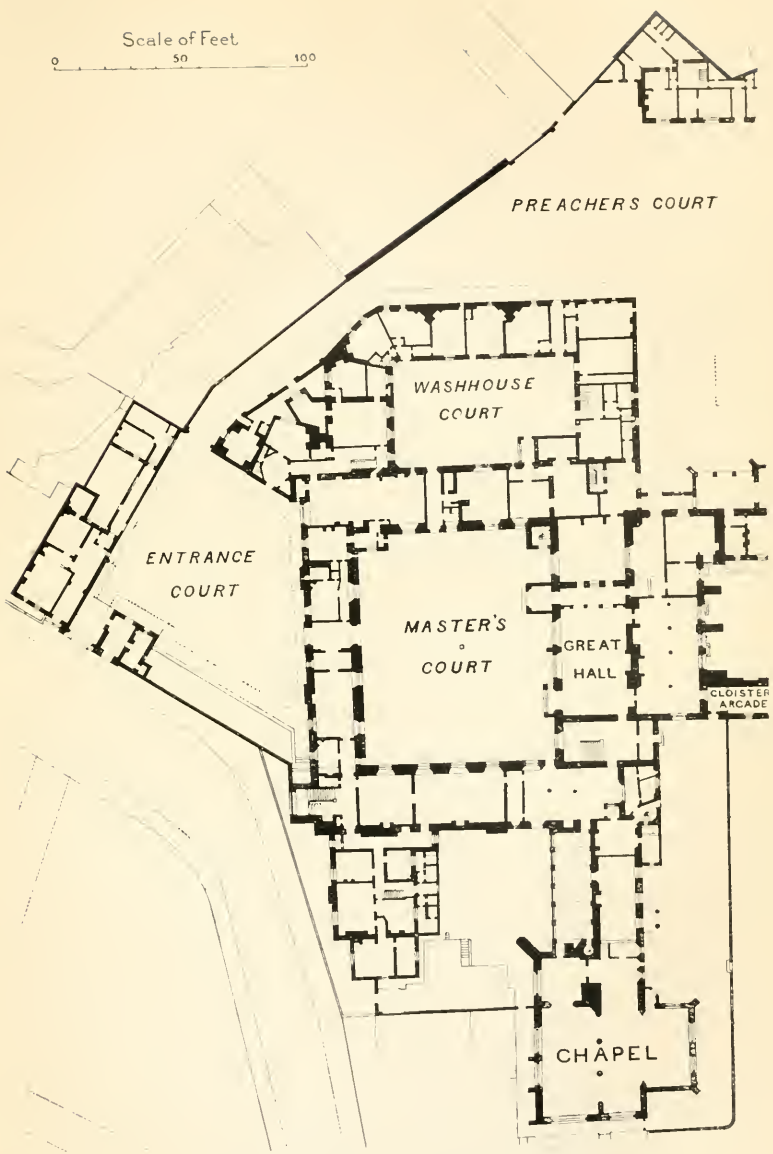 Scale of Feet
0 50 100
PREACHERS COURT
WASHHOUSE
COURT
ENTRANCE
COURT
MASTER'S
COURT
GREAT
HALL
CLOISTER
ARCADE
CHAPEL